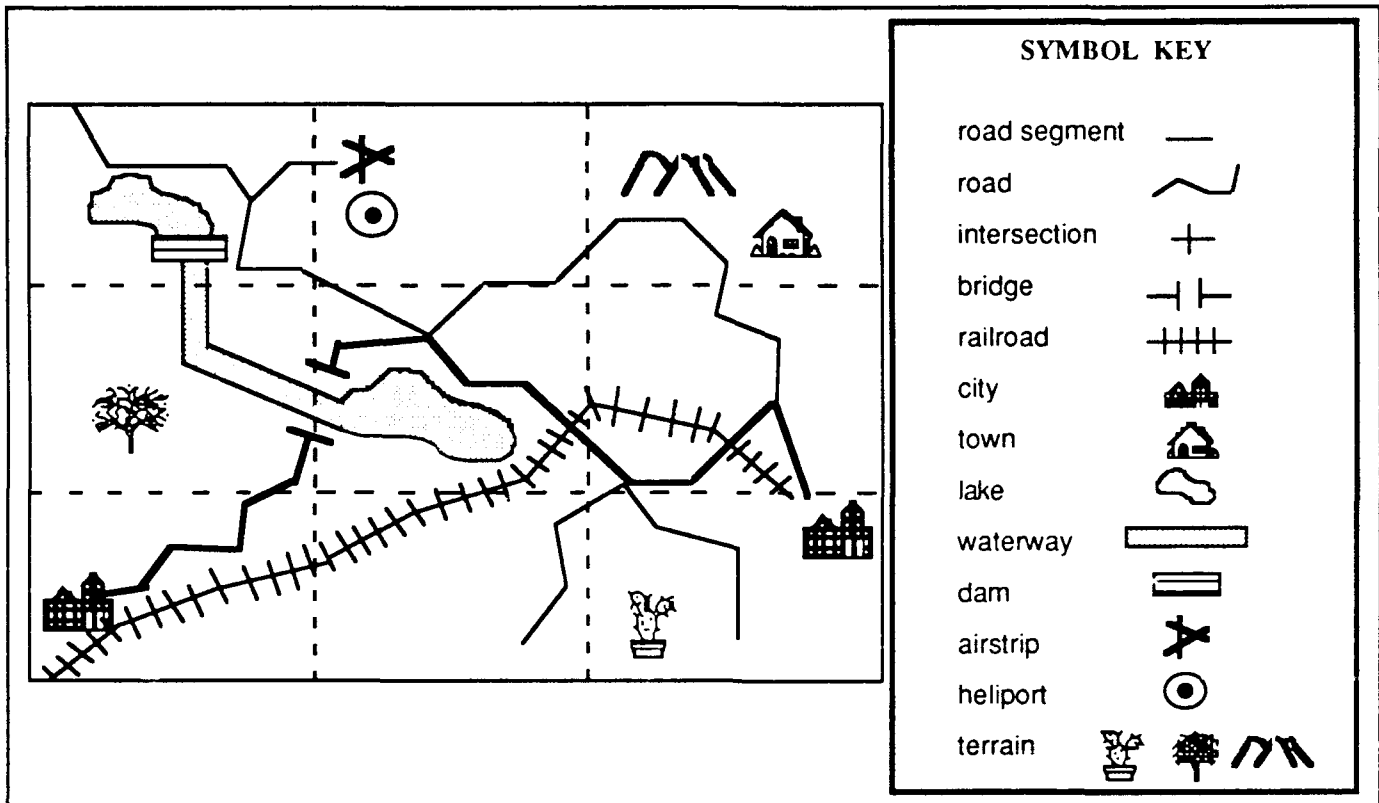 SYMBOL KEY
road segment
road
intersection
bridge
railroad
city
town
lake
waterway
dam
airstrip
heliport
terrain